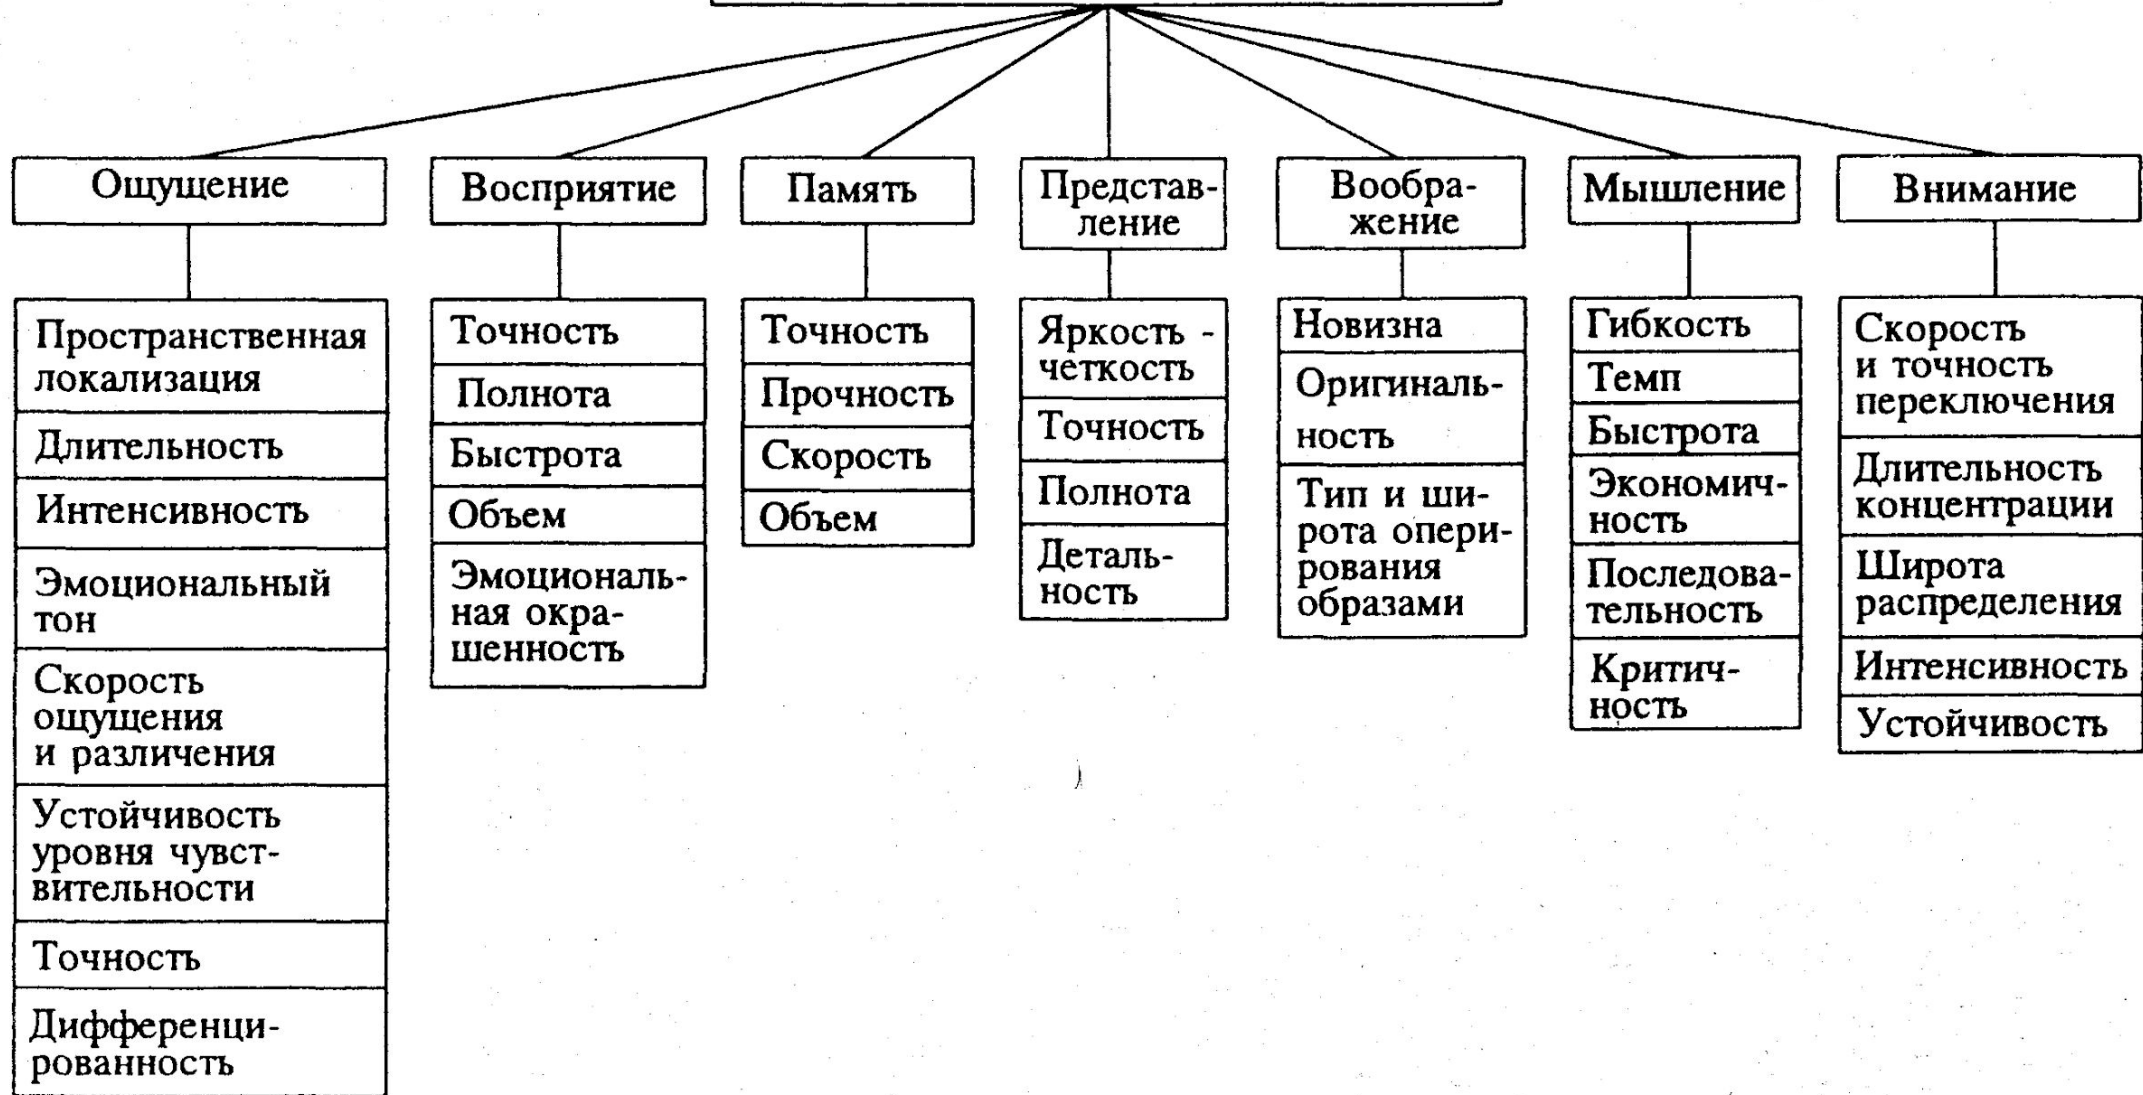 Ощущение
Пространственная
локализация
Длительность
Интенсивность
Эмоциональный
тон
Скорость
ощущения
и различения
Устойчивость
уровня чувст-
вительности
Точность
Дифференци-
рованность
Восприятие
Точность
Полнота
Быстрота
Объем
Эмоциональ-
ная окра-
шенность
Память
Точность
Прочность
Скорость
Объем
Представ-
ление
Яркость -
четкость
Точность
Полнота
Деталь-
ность
Вообра-
жение
Новизна
Оригиналь-
ность
Тип и ши-
рота опери-
рования
образами
Мышление
Гибкость
Темп
Быстрота
Экономич-
ность
Последова-
тельность
Критич-
ность
Внимание
Скорость
и точность
переключения
Длительность
концентрации
Широта
распределения
Интенсивность
Устойчивость